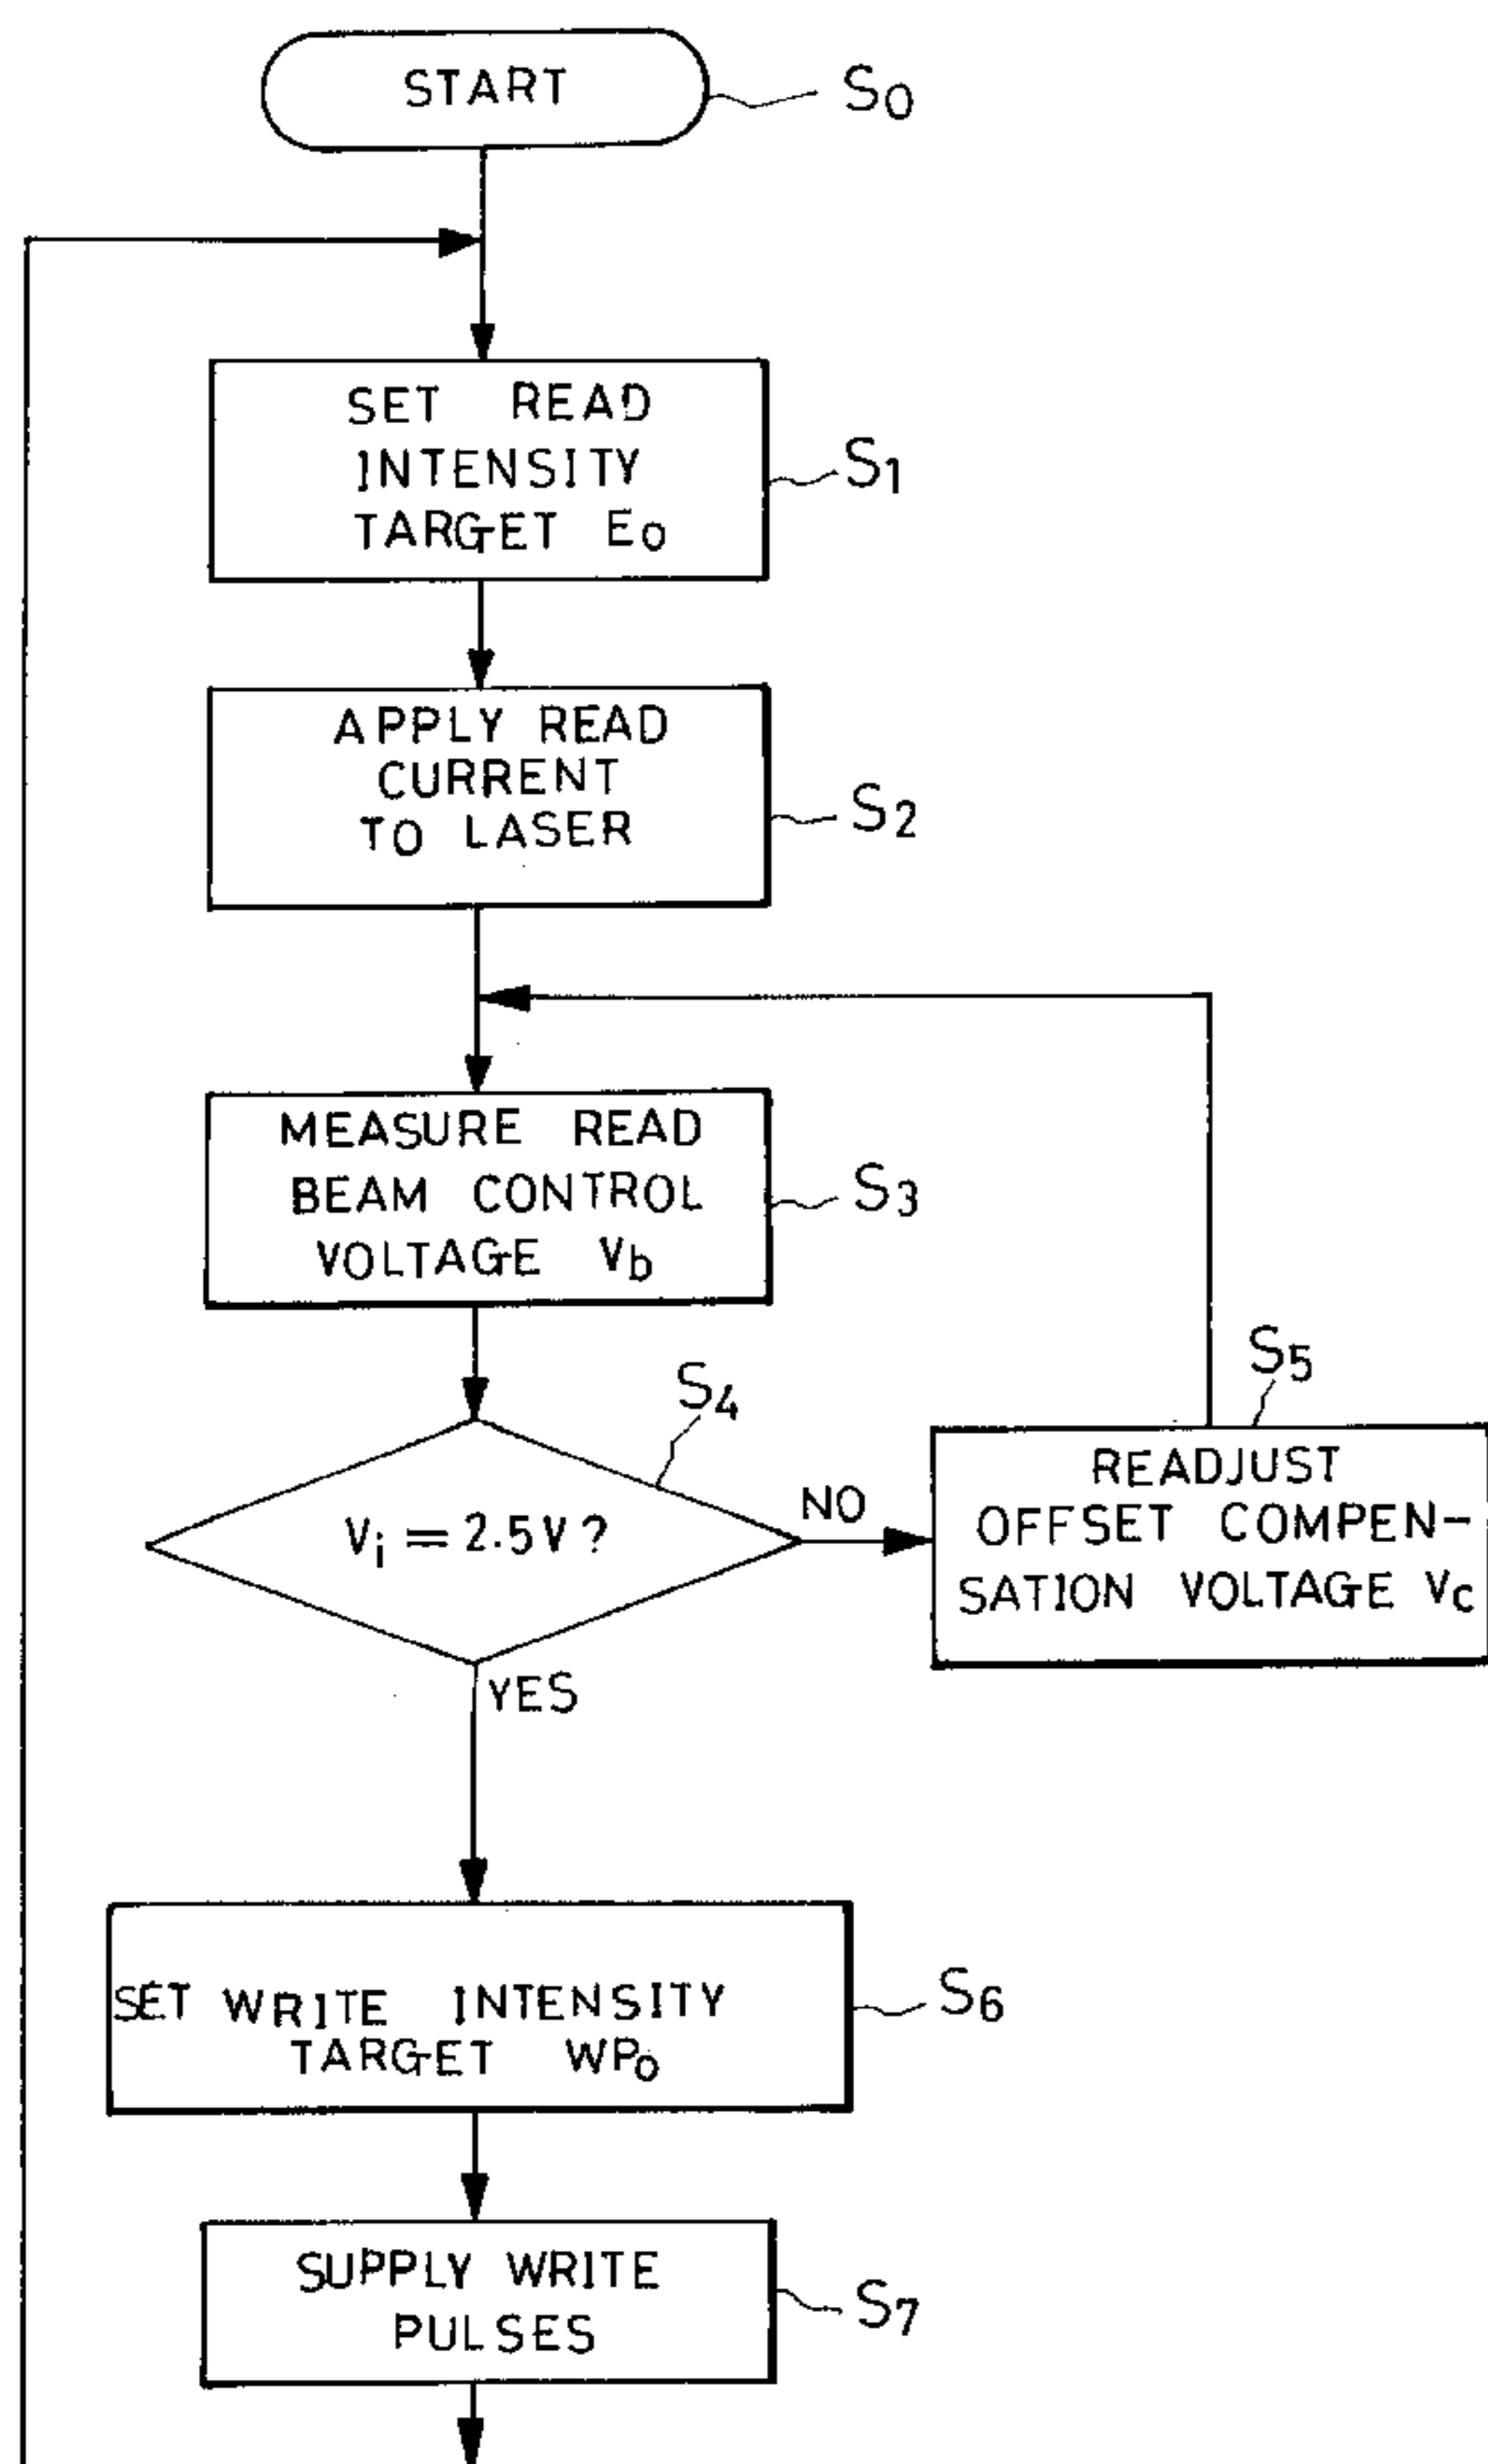 START
S0
SET READ
INTENSITY
TARGET E0
S1
APPLY READ
CURRENT
TO LASER
S2
MEASURE READ
BEAM CONTROL
VOLTAGE Vb
S3
S4
Vi = 2.5V?
NO
YES
S5
READJUST
OFFSET COMPEN-
SATION VOLTAGE Vc
SET WRITE INTENSITY
TARGET WP0
S6
SUPPLY WRITE
PULSES
S7